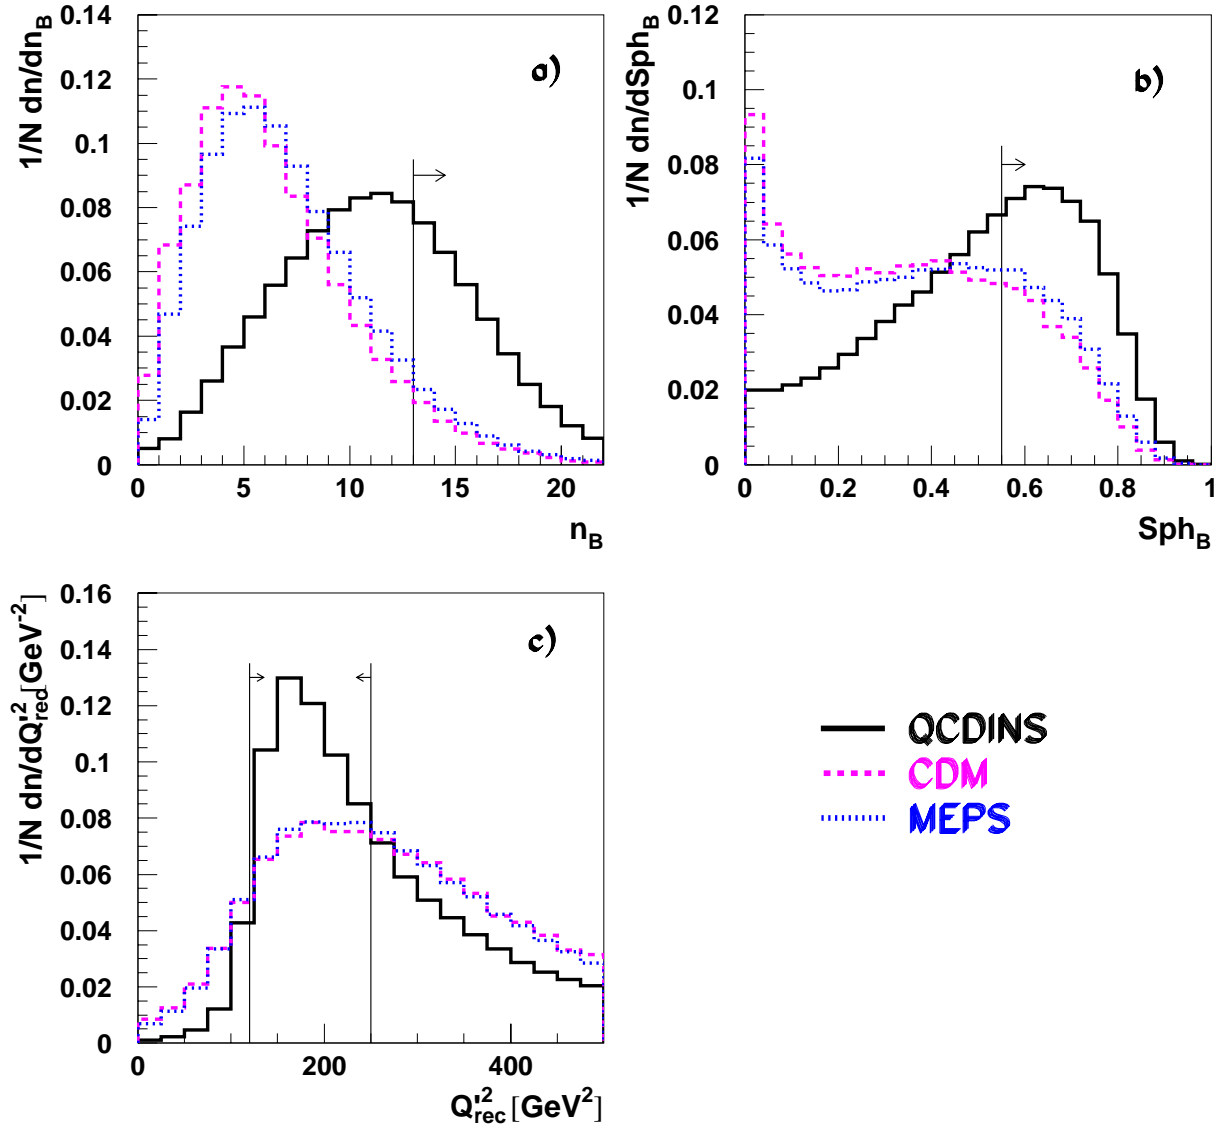 1/N dn/dn_B
0.14
0.12
0.1
0.08
0.06
0.04
0.02
0
a)
0 5 10 15 20
n_B
1/N dn/dSph_B
0.12
0.1
0.08
0.06
0.04
0.02
0
b)
0 0.2 0.4 0.6 0.8 1
Sph_B
1/N dn/dQ'^2_rec [GeV^-2]
0.16
0.14
0.12
0.1
0.08
0.06
0.04
0.02
0
c)
0 200 400
Q'^2_rec [GeV^2]
QCDINS
CDM
MEPS